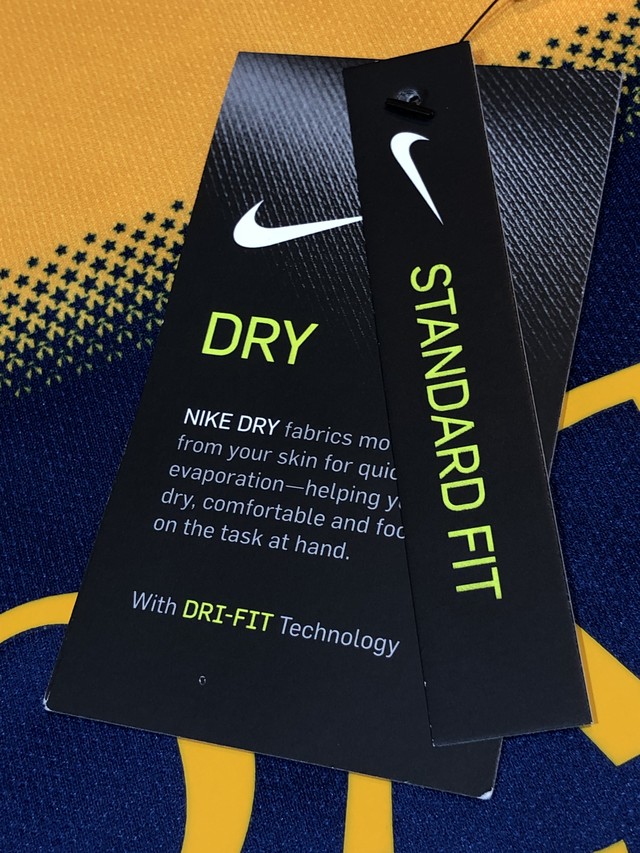 DRY
NIKE DRY fabrics mo
from your skin for quic
evaporation—helping y
dry, comfortable and foc
on the task at hand.
With DRI-FIT Technology
STANDARD FIT